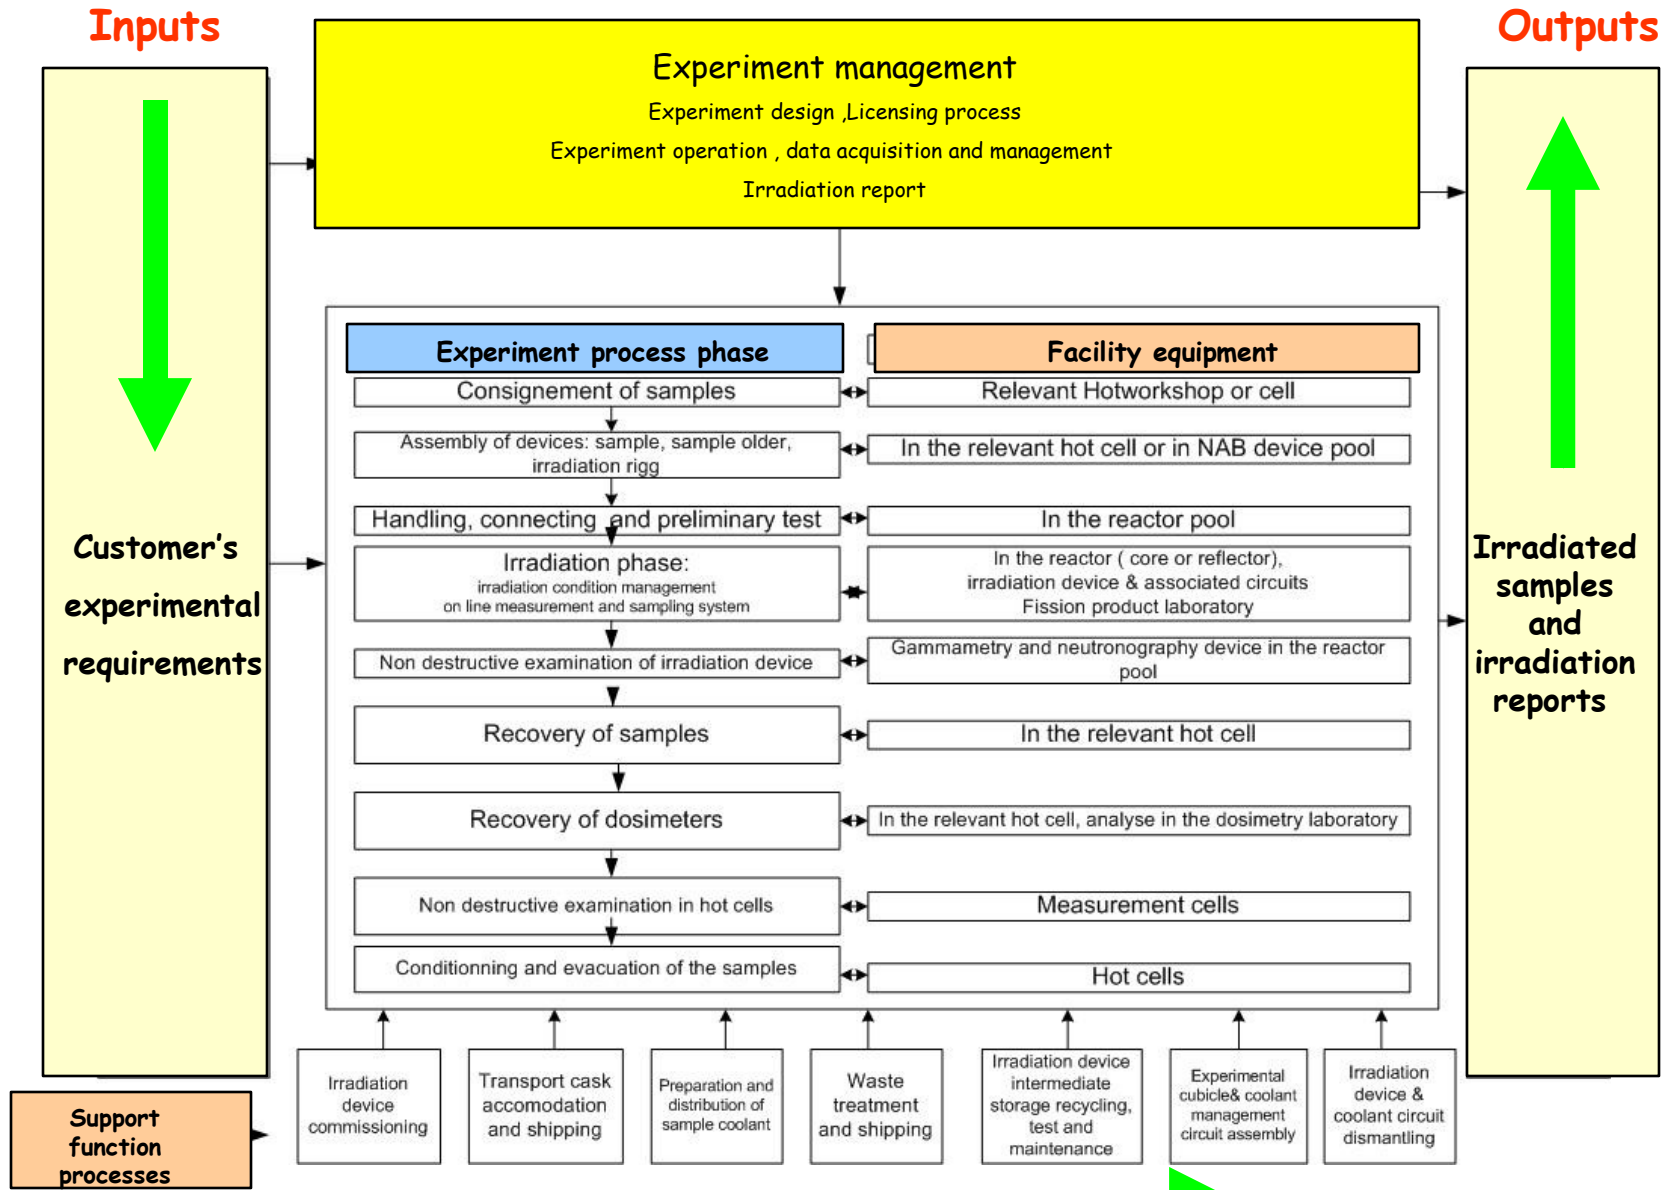 Inputs
Outputs
Experiment management
Experiment design ,Licensing process
Experiment operation , data acquisition and management
Irradiation report
Customer's
experimental
requirements
Experiment process phase
Facility equipment
Consignement of samples
Relevant Hotworkshop or cell
Assembly of devices: sample, sample older,
irradiation rigg
In the relevant hot cell or in NAB device pool
Handling, connecting and preliminary test
In the reactor pool
Irradiation phase:
irradiation condition management
on line measurement and sampling system
In the reactor ( core or reflector),
irradiation device & associated circuits
Fission product laboratory
Non destructive examination of irradiation device
Gammametry and neutronography device in the reactor
pool
Recovery of samples
In the relevant hot cell
Recovery of dosimeters
In the relevant hot cell, analyse in the dosimetry laboratory
Non destructive examination in hot cells
Measurement cells
Conditionning and evacuation of the samples
Hot cells
Irradiated
samples
and
irradiation
reports
Support
function
processes
Irradiation
device
commissioning
Transport cask
accomodation
and shipping
Preparation and
distribution of
sample coolant
Waste
treatment
and shipping
Irradiation device
intermediate
storage recycling,
test and
maintenance
Experimental
cubicle& coolant
management
circuit assembly
Irradiation
device &
coolant circuit
dismantling